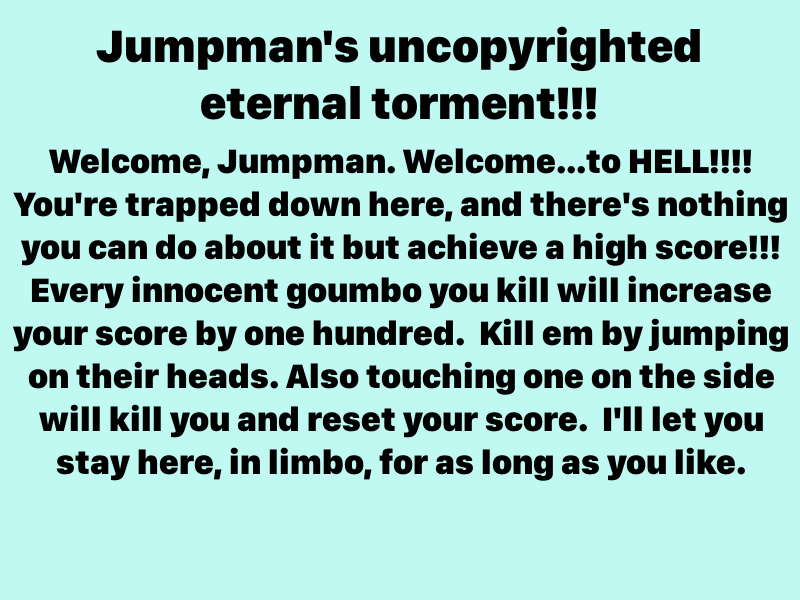 Jumpman's uncopyrighted
eternal torment!!!
Welcome, Jumpman. Welcome...to HELL!!!!
You're trapped down here, and there's nothing
you can do about it but achieve a high score!!!
Every innocent goumbo you kill will increase
your score by one hundred.  Kill em by jumping
on their heads. Also touching one on the side
will kill you and reset your score.  I'll let you
stay here, in limbo, for as long as you like.